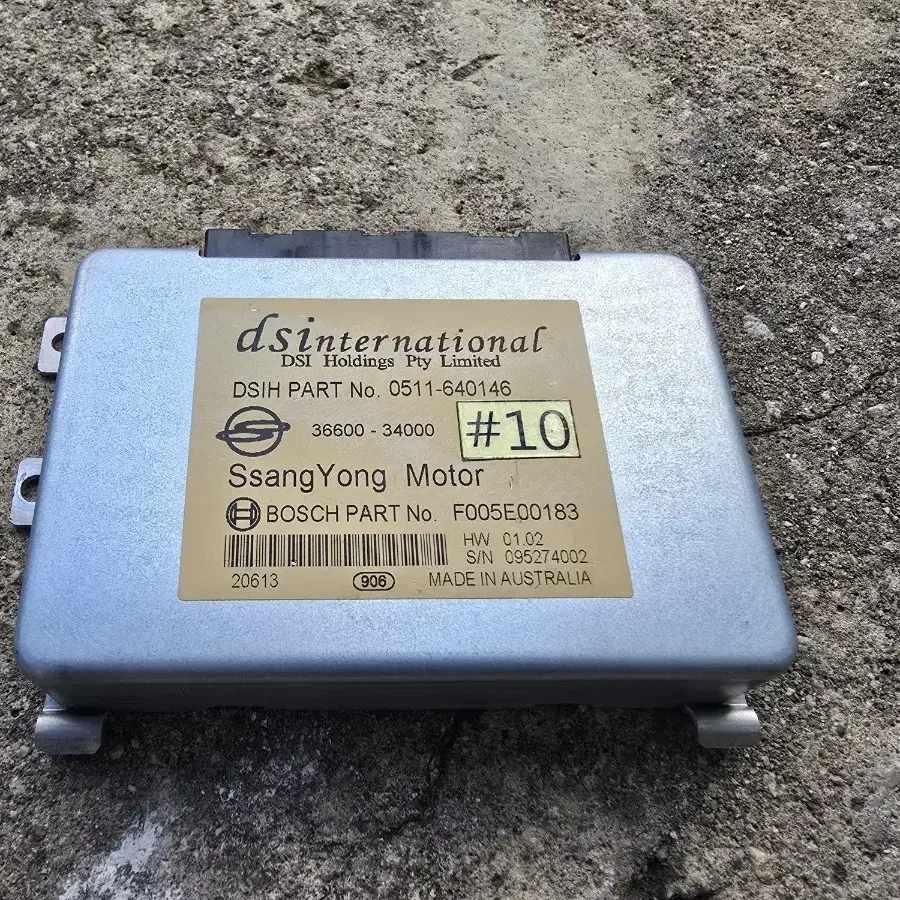 dsinternational
DSI Holdings Pty Limited
DSIH PART No. 0511-640146
36600 - 34000
#10
SsangYong Motor
BOSCH PART No. F005E00183
HW 01.02
S/N 095274002
20613 906 MADE IN AUSTRALIA